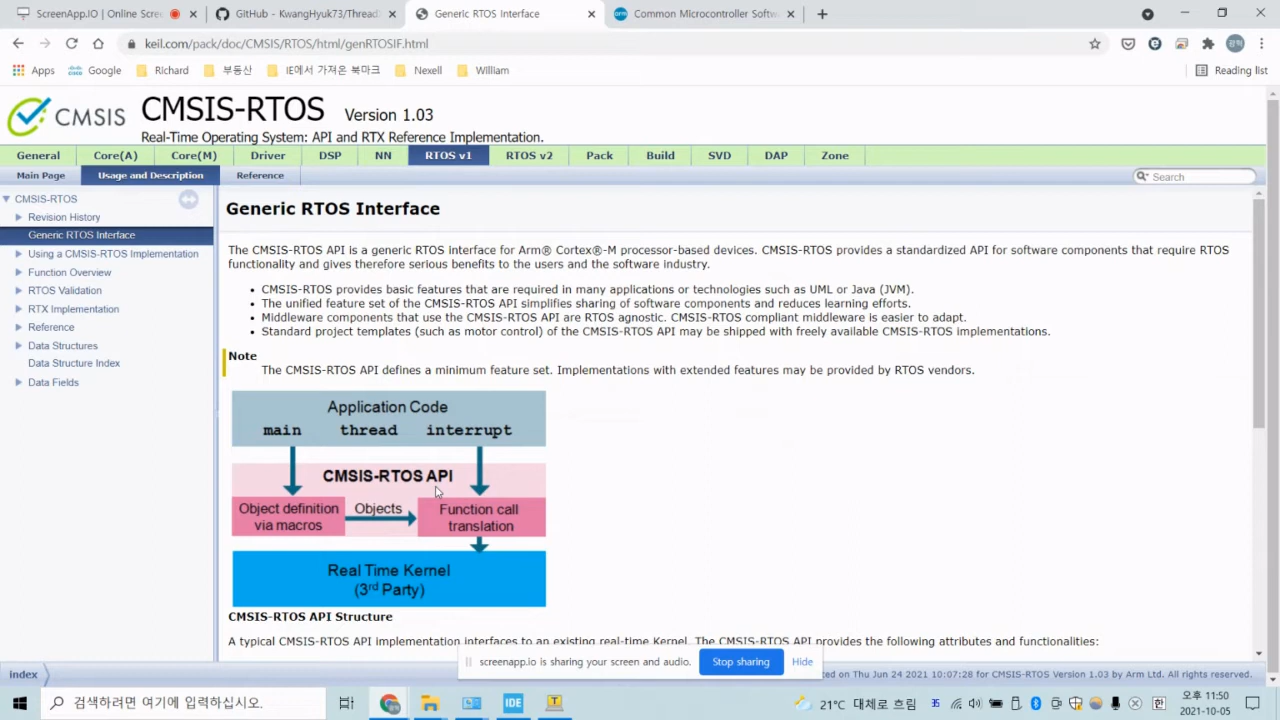 ScreenApp.IO | Online Scree
GitHub - KwangHyuk73/Thread
Generic RTOS Interface
Common Microcontroller Softw
keil.com/pack/doc/CMSIS/RTOS/html/genRTOSIF.html
Apps Google Richard 부동산 IE에서 가져온 북마크 Nexell William Reading list
CMSIS
CMSIS-RTOS Version 1.03
Real-Time Operating System: API and RTX Reference Implementation.
General Core(A) Core(M) Driver DSP NN RTOS v1 RTOS v2 Pack Build SVD DAP Zone
Main Page Usage and Description Reference Search
CMSIS-RTOS
Revision History
Generic RTOS Interface
Using a CMSIS-RTOS Implementation
Function Overview
RTOS Validation
RTX Implementation
Reference
Data Structures
Data Structure Index
Data Fields
Generic RTOS Interface
The CMSIS-RTOS API is a generic RTOS interface for Arm® Cortex®-M processor-based devices. CMSIS-RTOS provides a standardized API for software components that require RTOS
functionality and gives therefore serious benefits to the users and the software industry.
• CMSIS-RTOS provides basic features that are required in many applications or technologies such as UML or Java (JVM).
• The unified feature set of the CMSIS-RTOS API simplifies sharing of software components and reduces learning efforts.
• Middleware components that use the CMSIS-RTOS API are RTOS agnostic. CMSIS-RTOS compliant middleware is easier to adapt.
• Standard project templates (such as motor control) of the CMSIS-RTOS API may be shipped with freely available CMSIS-RTOS implementations.
Note
The CMSIS-RTOS API defines a minimum feature set. Implementations with extended features may be provided by RTOS vendors.
Application Code
main thread interrupt
CMSIS-RTOS API
Object definition
via macros
Objects
Function call
translation
Real Time Kernel
(3rd Party)
CMSIS-RTOS API Structure
A typical CMSIS-RTOS API implementation interfaces to an existing real-time Kernel. The CMSIS-RTOS API provides the following attributes and functionalities:
screenapp.io is sharing your screen and audio. Stop sharing Hide
index
ted on Thu Jun 24 2021 10:07:28 for CMSIS-RTOS Version 1.03 by Arm Ltd. All rights reserved.
검색하려면 여기에 입력하십시오.
IDE
T
21°C 대체로 흐림
35
한
오후 11:50
2021-10-05